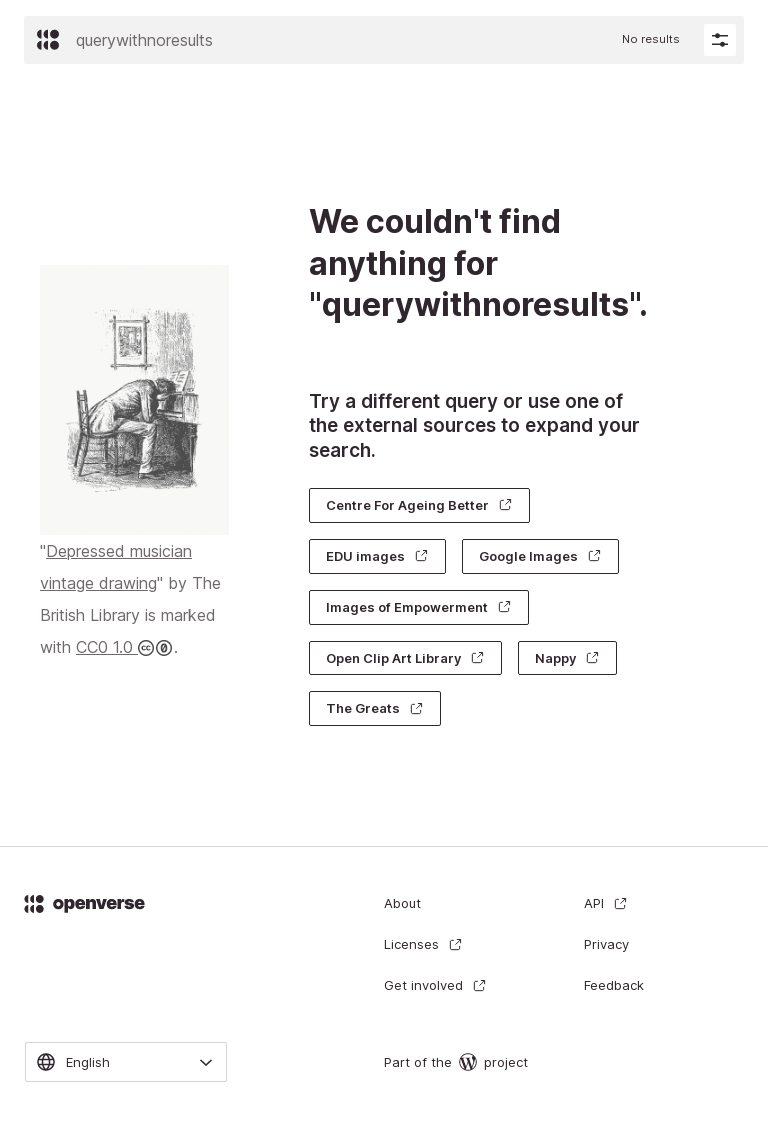 querywithnoresults
No results
We couldn't find
anything for
"querywithnoresults".
Try a different query or use one of
the external sources to expand your
search.
Centre For Ageing Better
EDU images
Google Images
Images of Empowerment
Open Clip Art Library
Nappy
The Greats
"Depressed musician
vintage drawing" by The
British Library is marked
with CC0 1.0 .
openverse
About
API
Licenses
Privacy
Get involved
Feedback
English
Part of the project